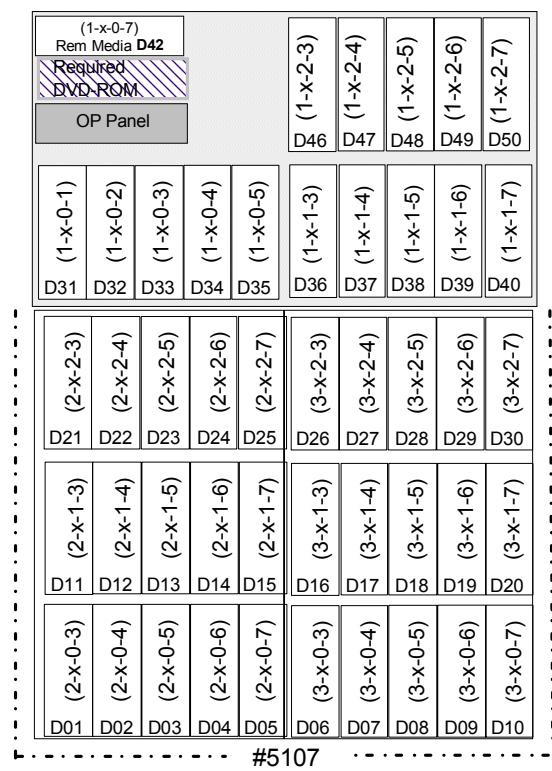 (1-x-0-7)
Rem Media D42
Required
DVD-ROM
OP Panel
(1-x-2-3) (1-x-2-4) (1-x-2-5) (1-x-2-6) (1-x-2-7)
D46 D47 D48 D49 D50
(1-x-0-1) (1-x-0-2) (1-x-0-3) (1-x-0-4) (1-x-0-5) (1-x-1-3) (1-x-1-4) (1-x-1-5) (1-x-1-6) (1-x-1-7)
D31 D32 D33 D34 D35 D36 D37 D38 D39 D40
(2-x-2-3) (2-x-2-4) (2-x-2-5) (2-x-2-6) (2-x-2-7) (3-x-2-3) (3-x-2-4) (3-x-2-5) (3-x-2-6) (3-x-2-7)
D21 D22 D23 D24 D25 D26 D27 D28 D29 D30
(2-x-1-3) (2-x-1-4) (2-x-1-5) (2-x-1-6) (2-x-1-7) (3-x-1-3) (3-x-1-4) (3-x-1-5) (3-x-1-6) (3-x-1-7)
D11 D12 D13 D14 D15 D16 D17 D18 D19 D20
(2-x-0-3) (2-x-0-4) (2-x-0-5) (2-x-0-6) (2-x-0-7) (3-x-0-3) (3-x-0-4) (3-x-0-5) (3-x-0-6) (3-x-0-7)
D01 D02 D03 D04 D05 D06 D07 D08 D09 D10
#5107